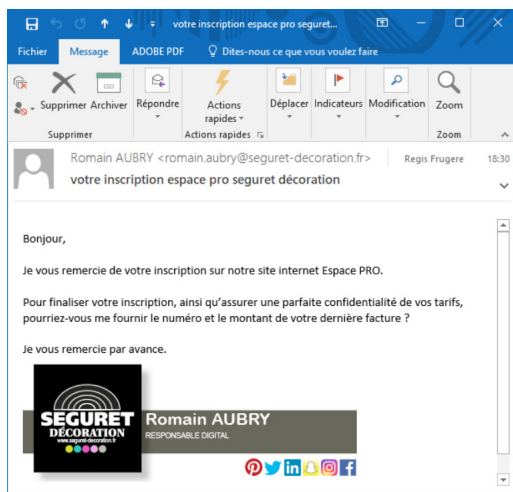 votre inscription espace pro seguret...
Fichier Message ADOBE PDF Dites-nous ce que vous voulez faire
Supprimer Archiver Répondre Actions rapides Déplacer Indicateurs Modification Zoom
Supprimer Actions rapides Zoom
Romain AUBRY <romain.aubry@seguret-decoration.fr> Regis Frugere 18:30
votre inscription espace pro seguret décoration
Bonjour,
Je vous remercie de votre inscription sur notre site internet Espace PRO.
Pour finaliser votre inscription, ainsi qu’assurer une parfaite confidentialité de vos tarifs,
pourriez-vous me fournir le numéro et le montant de votre dernière facture ?
Je vous remercie par avance.
SEGURET
DÉCORATION
www.seguret-decoration.fr
Romain AUBRY
RESPONSABLE DIGITAL